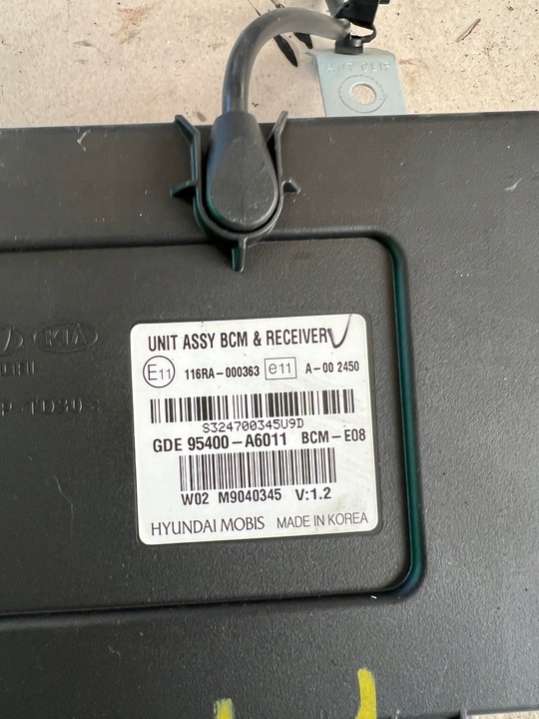 KIA
UNIT ASSY BCM & RECEIVER
E11 116RA-000363 e11 A-00 2450
S324700345U9D
GDE 95400-A6011 BCM-E08
W02 M9040345 V:1.2
HYUNDAI MOBIS MADE IN KOREA